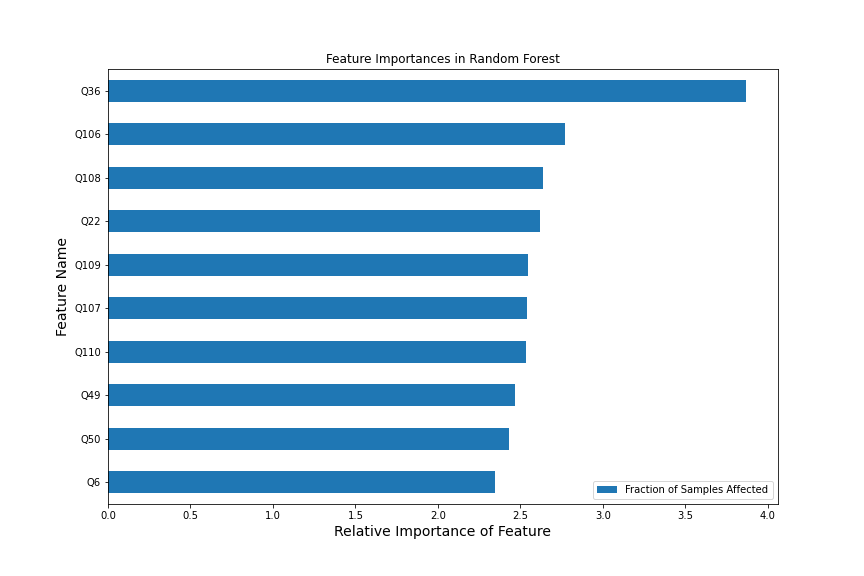 Feature Importances in Random Forest
Feature Name
Q36
Q106
Q108
Q22
Q109
Q107
Q110
Q49
Q50
Q6
Fraction of Samples Affected
0.0 0.5 1.0 1.5 2.0 2.5 3.0 3.5 4.0
Relative Importance of Feature